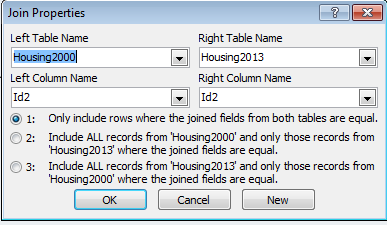 Join Properties
Left Table Name Right Table Name
Housing2000 Housing2013
Left Column Name Right Column Name
Id2 Id2
1: Only include rows where the joined fields from both tables are equal.
2: Include ALL records from 'Housing2000' and only those records from
'Housing2013' where the joined fields are equal.
3: Include ALL records from 'Housing2013' and only those records from
'Housing2000' where the joined fields are equal.
OK Cancel New